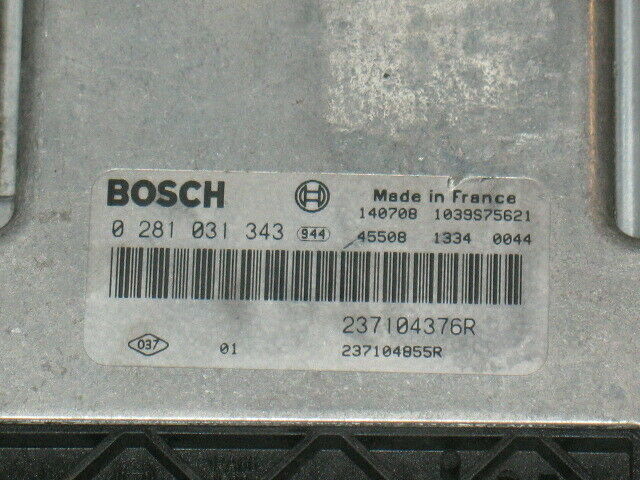 BOSCH
Made in France
140708 1039S75621
0 281 031 343 944 45508 1334 0044
237104376R
037 01 237104855R